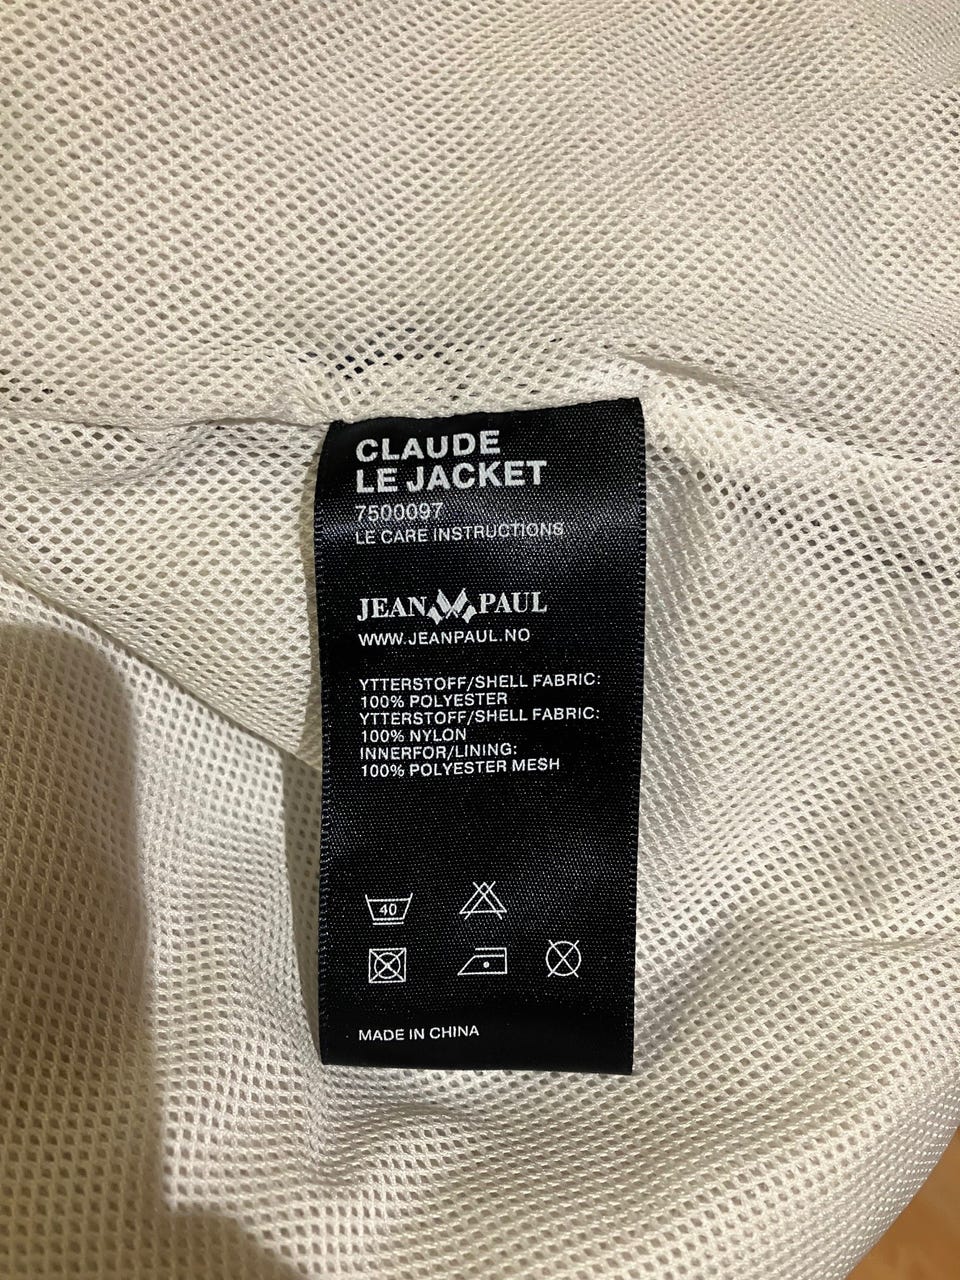 CLAUDE
LE JACKET
7500097
LE CARE INSTRUCTIONS
JEAN PAUL
WWW.JEANPAUL.NO
YTTERSTOFF/SHELL FABRIC:
100% POLYESTER
YTTERSTOFF/SHELL FABRIC:
100% NYLON
INNERFOR/LINING:
100% POLYESTER MESH
40
MADE IN CHINA